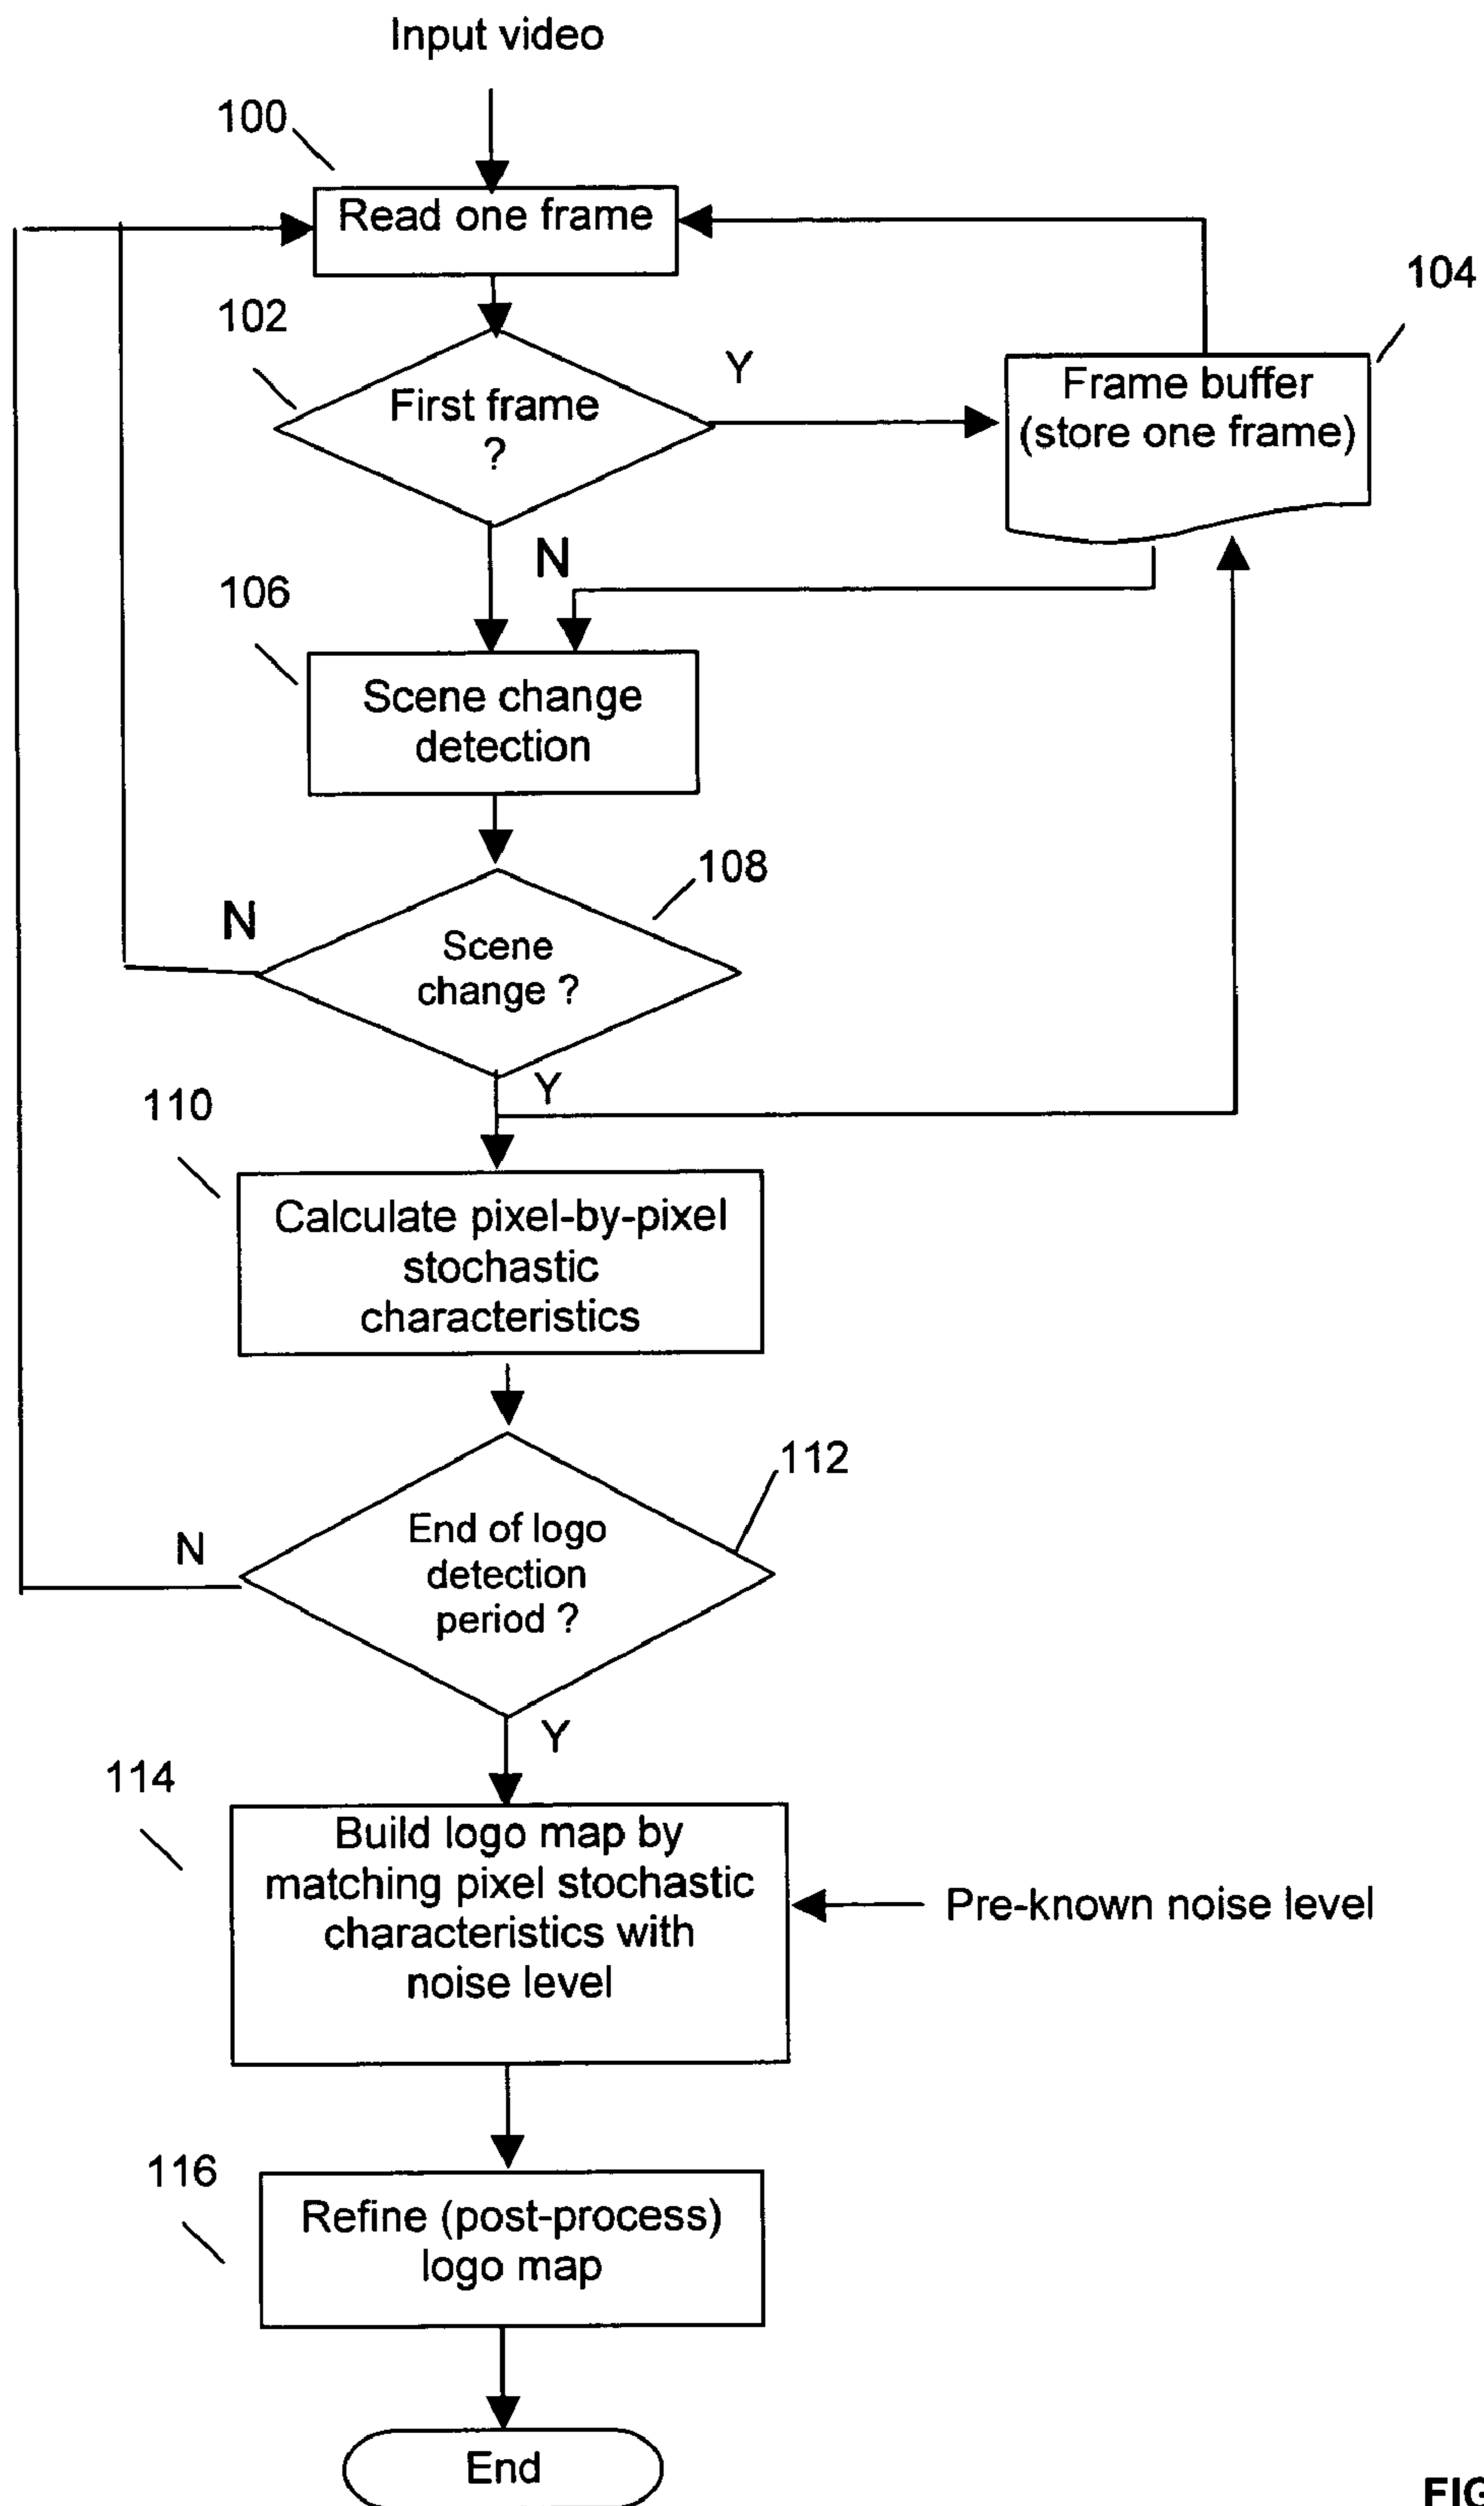 Input video
100
Read one frame
104
102
Y
First frame
?
Frame buffer
(store one frame)
N
106
Scene change
detection
108
N
Scene
change ?
Y
110
Calculate pixel-by-pixel
stochastic
characteristics
112
N
End of logo
detection
period ?
Y
114
Build logo map by
matching pixel stochastic
characteristics with
noise level
Pre-known noise level
116
Refine (post-process)
logo map
End
FIG